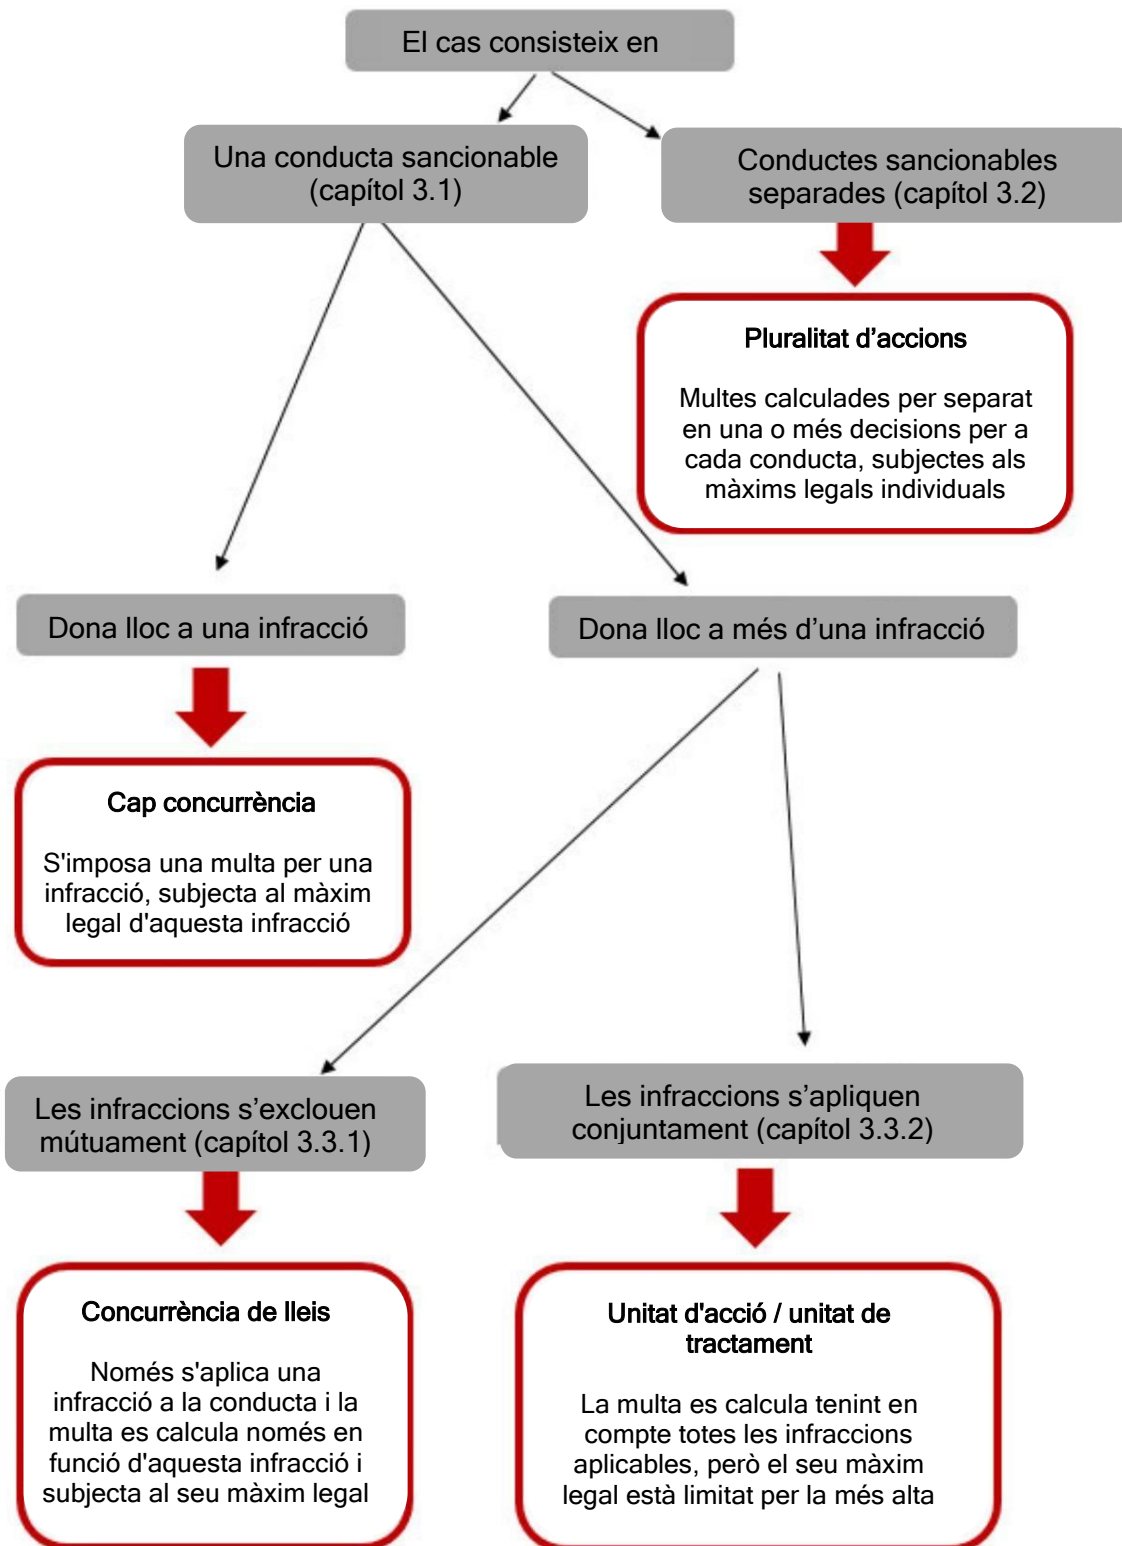 El cas consisteix en
Una conducta sancionable
(capítol 3.1)
Conductes sancionables
separades (capítol 3.2)
Pluralitat d’accions
Multes calculades per separat
en una o més decisions per a
cada conducta, subjectes als
màxims legals individuals
Dona lloc a una infracció
Dona lloc a més d’una infracció
Cap concurrència
S'imposa una multa per una
infracció, subjecta al màxim
legal d'aquesta infracció
Les infraccions s’exclouen
mútuament (capítol 3.3.1)
Les infraccions s’apliquen
conjuntament (capítol 3.3.2)
Concurrència de lleis
Només s'aplica una
infracció a la conducta i la
multa es calcula només en
funció d'aquesta infracció i
subjecta al seu màxim legal
Unitat d'acció / unitat de
tractament
La multa es calcula tenint en
compte totes les infraccions
aplicables, però el seu màxim
legal està limitat per la més alta